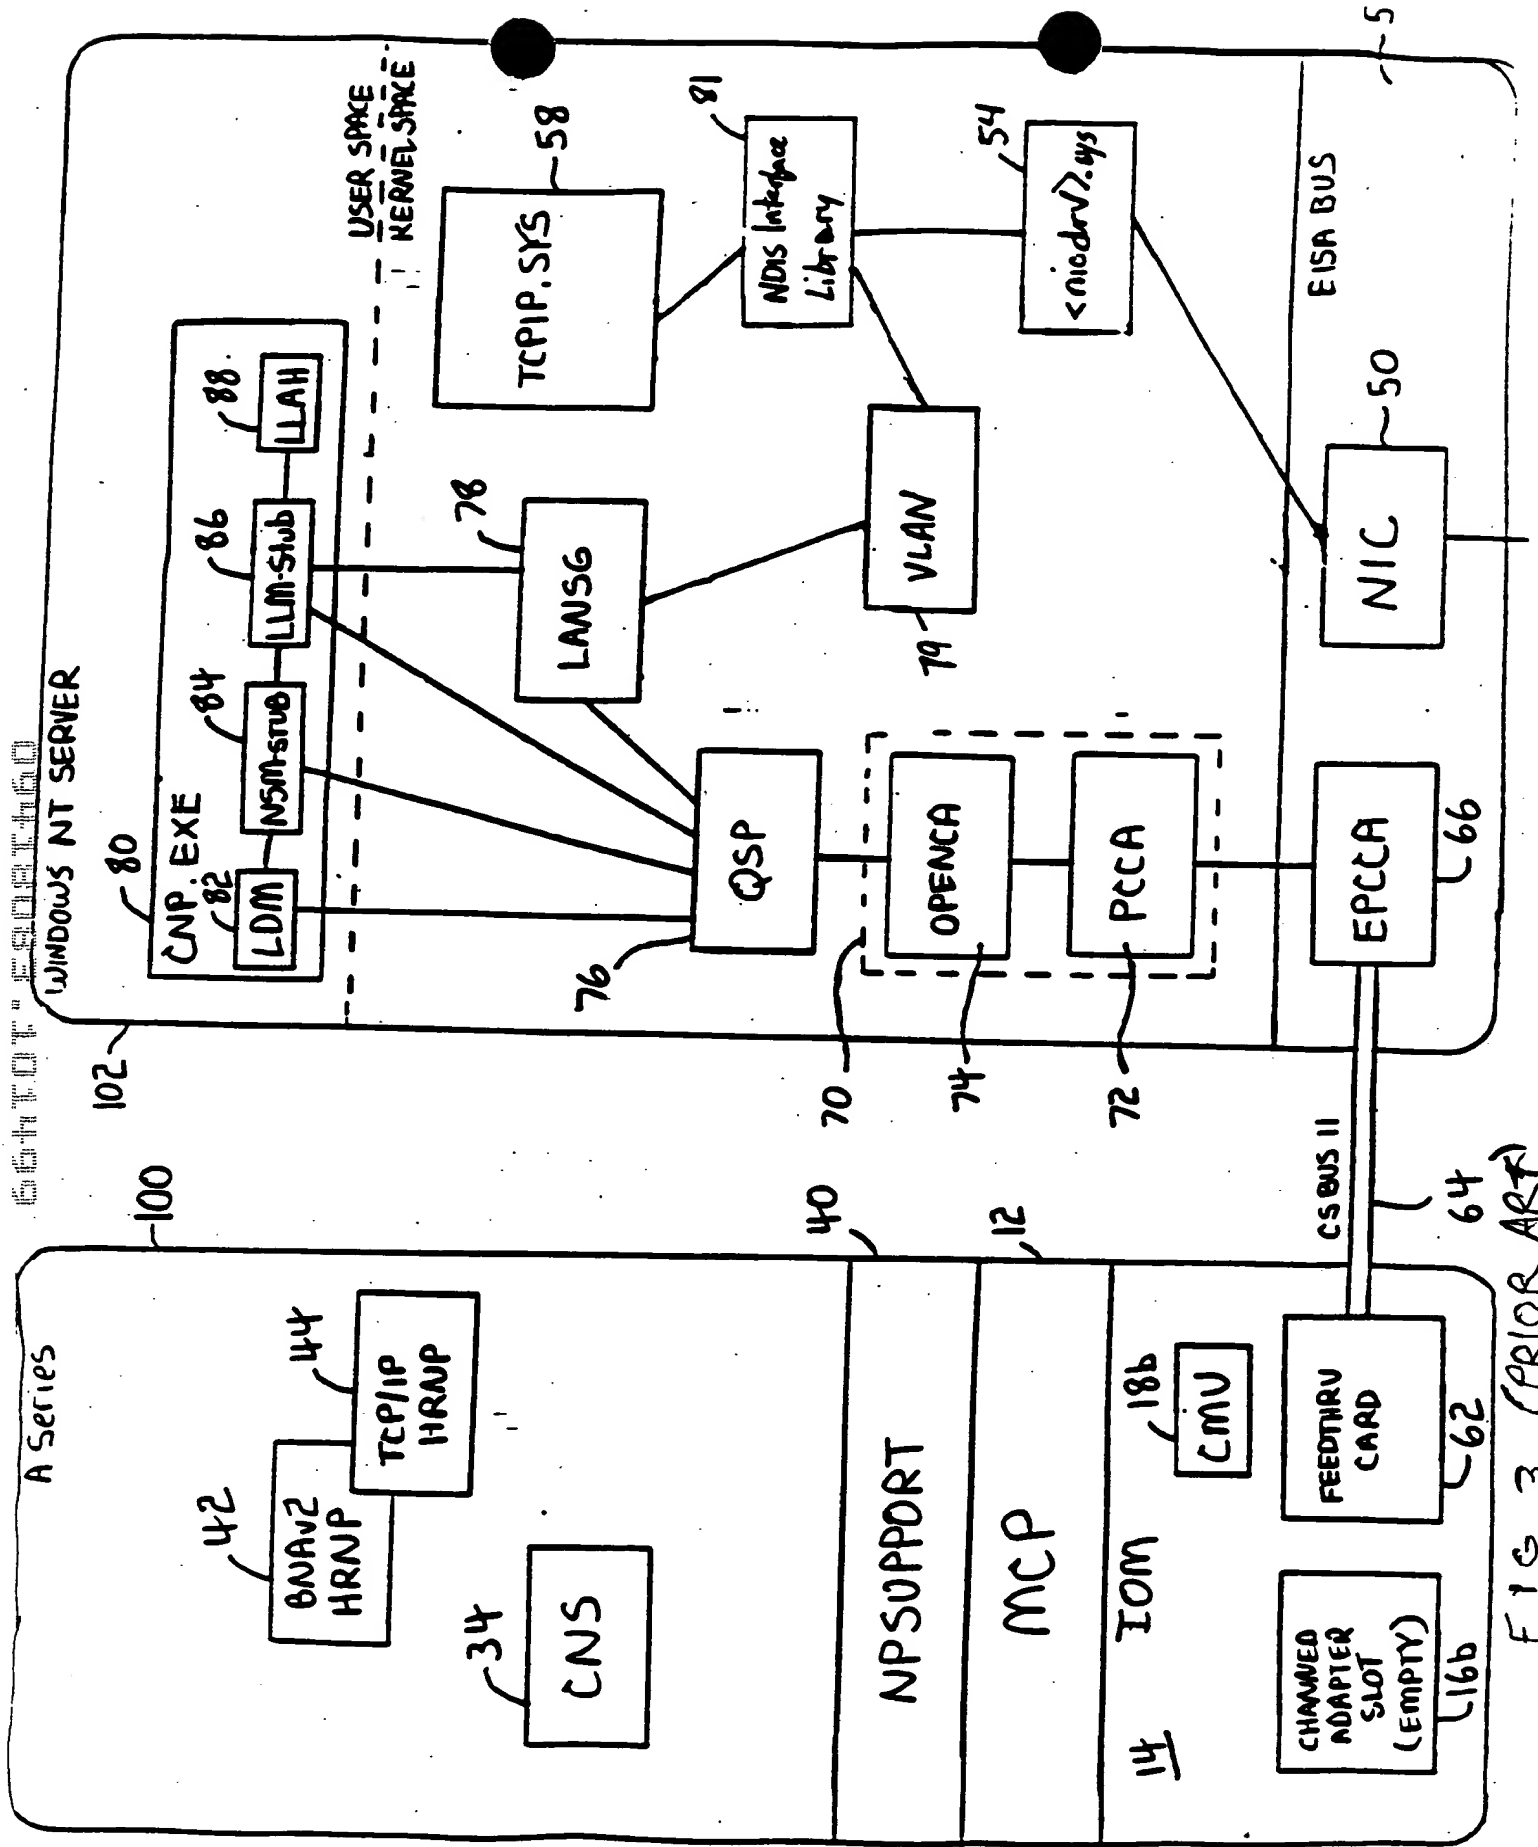 A Series
100
42
BNAv2
HRNP
44
TCP/IP
HRNP
34
CNS
NPSUPPORT
40
MCP
12
14
IOM
18b
CMV
CHANNEL
ADAPTER
SLOT
(EMPTY)
16b
FEEDTHRU
CARD
62
CS BUS II
64
WINDOWS NT SERVER
102
80
CNP.EXE
82
LDM
84
NSM-STUB
86
LLM-Stub
88
LLAH
USER SPACE
KERNEL SPACE
TCPIP.SYS
58
78
LANSG
76
QSP
81
NDIS Interface
Library
79
VLAN
54
<nicdrv>.sys
70
OPENCA
74
PCCA
72
EISA BUS
EPCCA
66
NIC
50
5
FIG 3 (PRIOR ART)